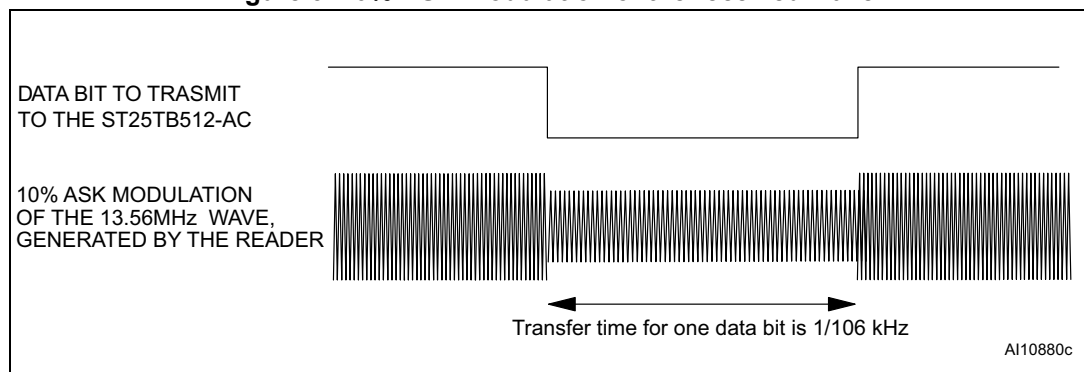 DATA BIT TO TRASMIT
TO THE ST25TB512-AC
10% ASK MODULATION
OF THE 13.56MHz WAVE,
GENERATED BY THE READER
Transfer time for one data bit is 1/106 kHz
AI10880c